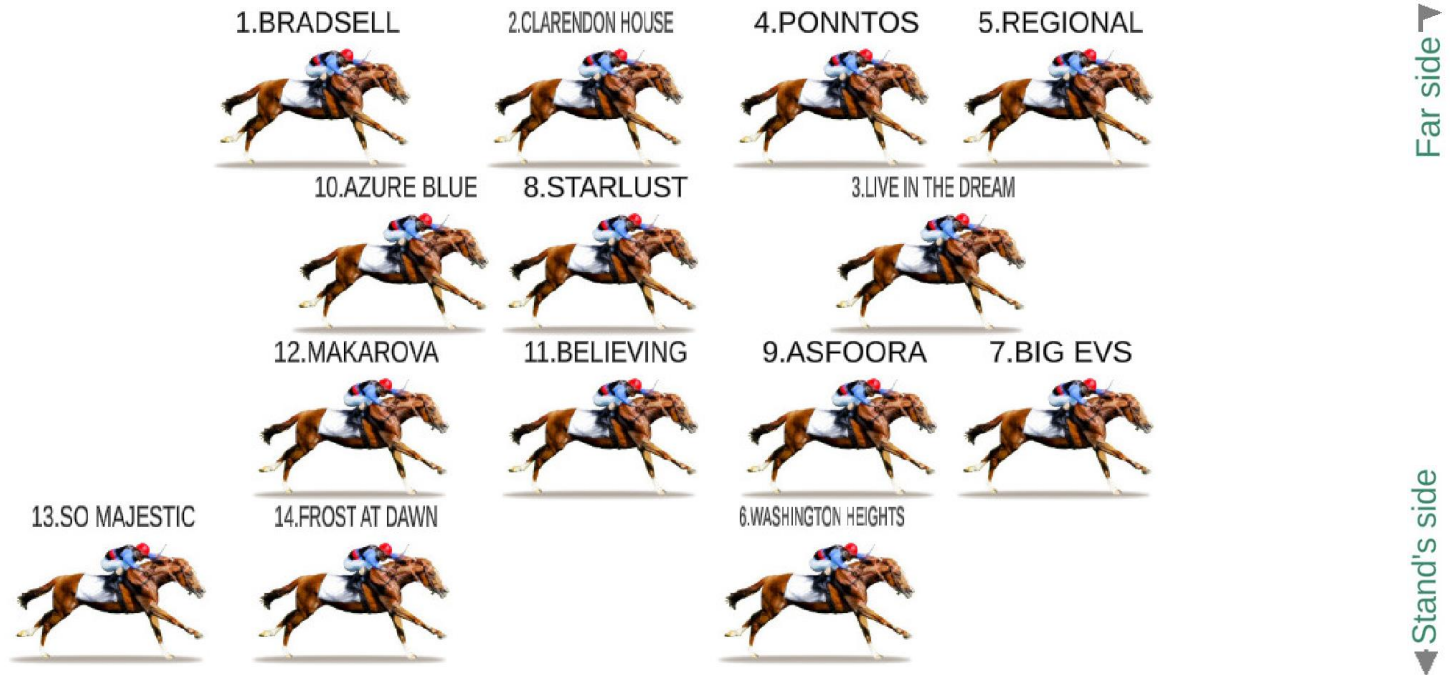 1.BRADSELL
2.CLARENDON HOUSE
4.PONNTOS
5.REGIONAL
Far side
10.AZURE BLUE
8.STARLUST
3.LIVE IN THE DREAM
12.MAKAROVA
11.BELIEVING
9.ASFOORA
7.BIG EVS
13.SO MAJESTIC
14.FROST AT DAWN
6.WASHINGTON HEIGHTS
Stand's side